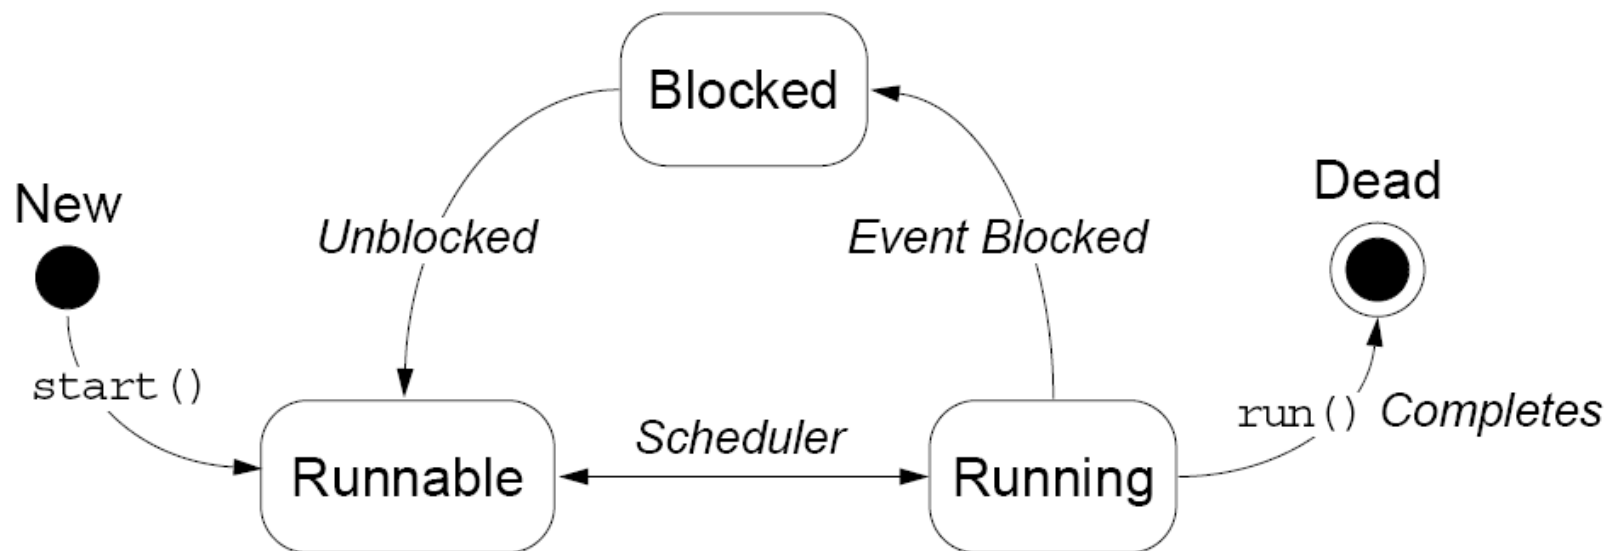 Blocked
New
Dead
Unblocked
Event Blocked
start()
run() Completes
Scheduler
Runnable
Running